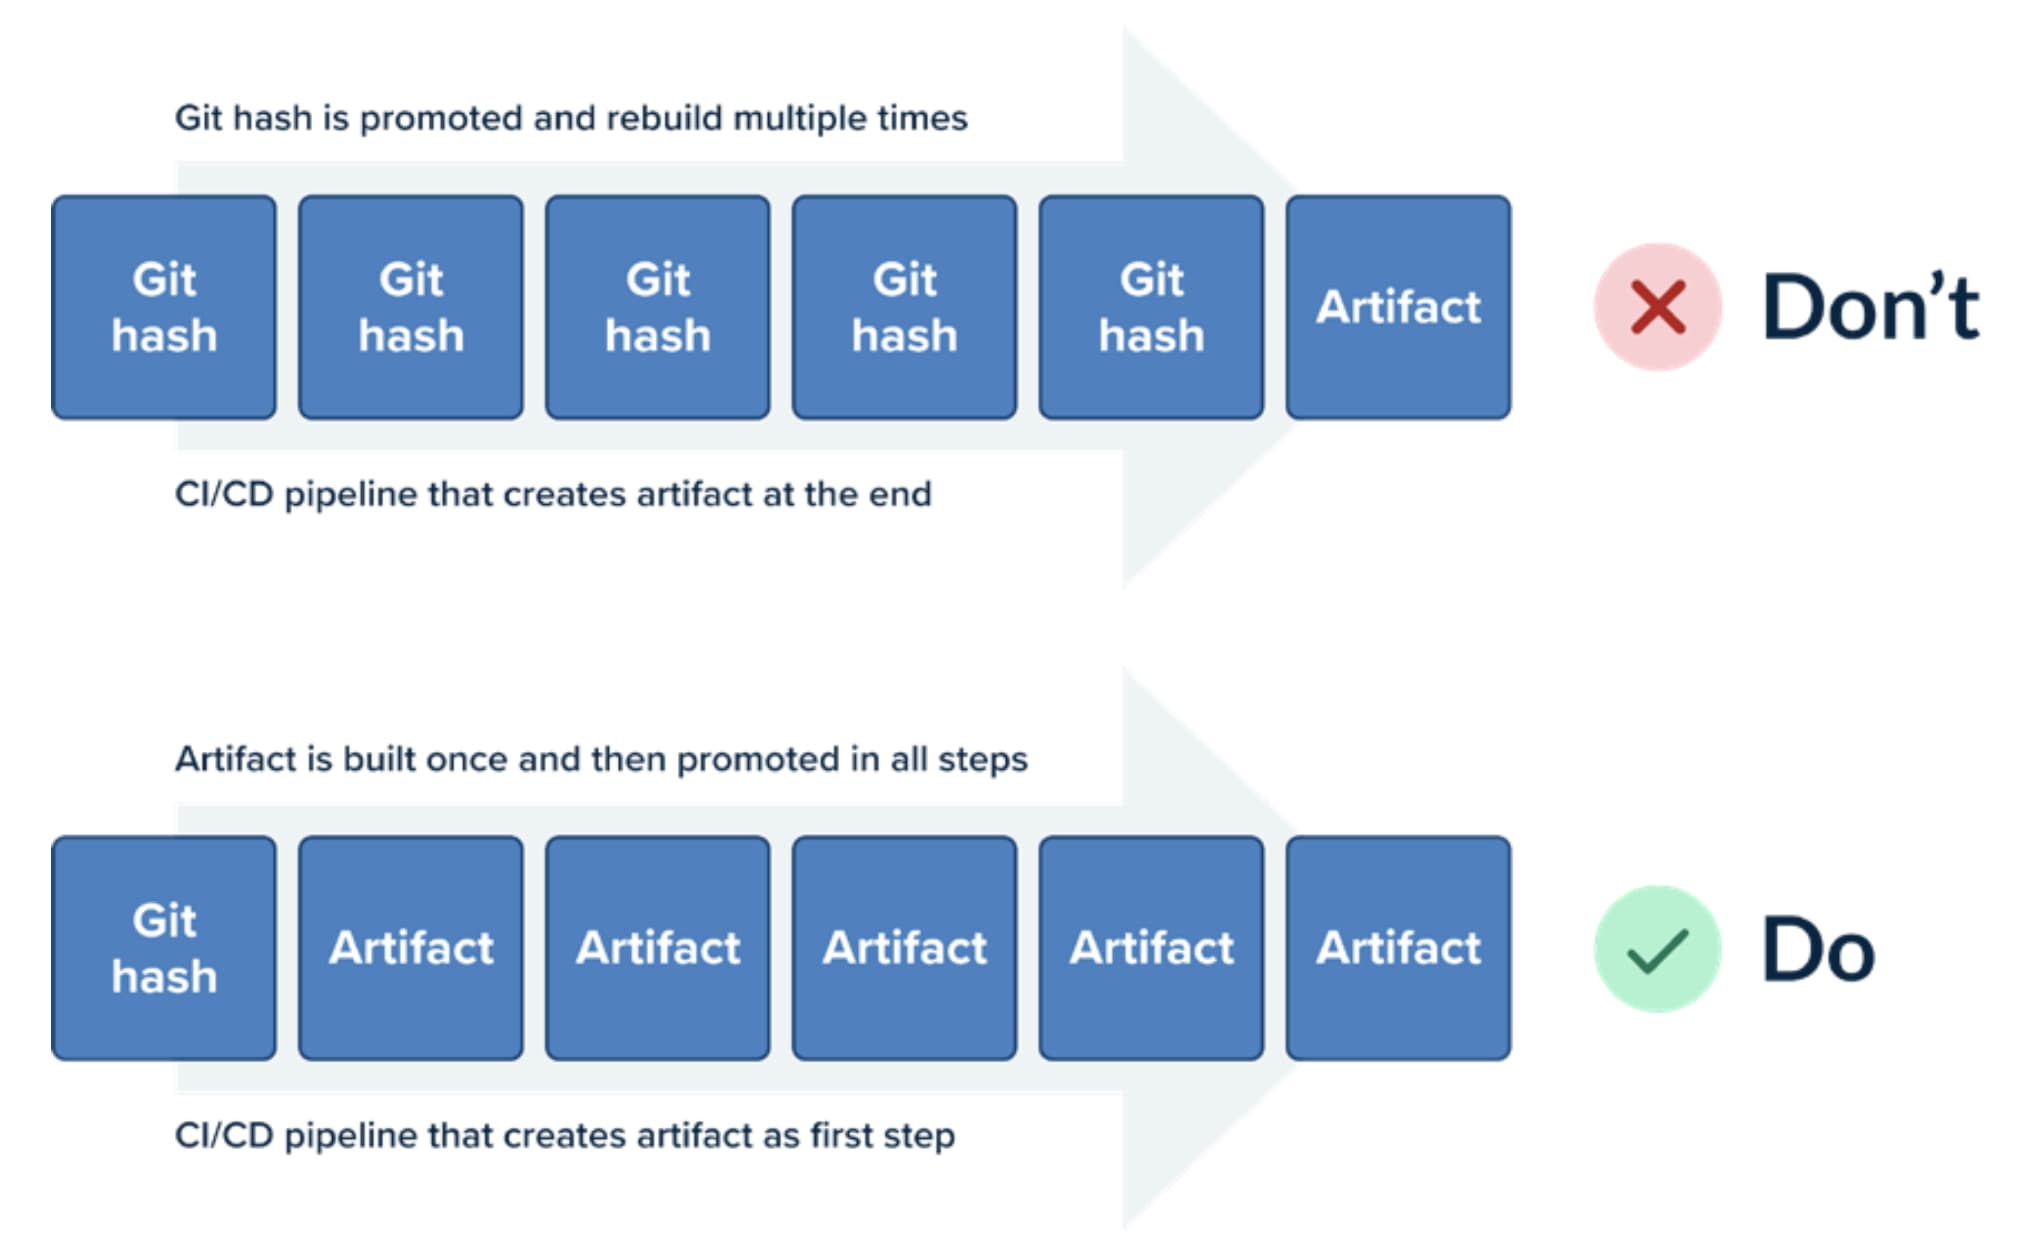 Git hash is promoted and rebuild multiple times
Git
hash
Git
hash
Git
hash
Git
hash
Git
hash
Artifact
Don't
CI/CD pipeline that creates artifact at the end
Artifact is built once and then promoted in all steps
Git
hash
Artifact
Artifact
Artifact
Artifact
Artifact
Do
CI/CD pipeline that creates artifact as first step